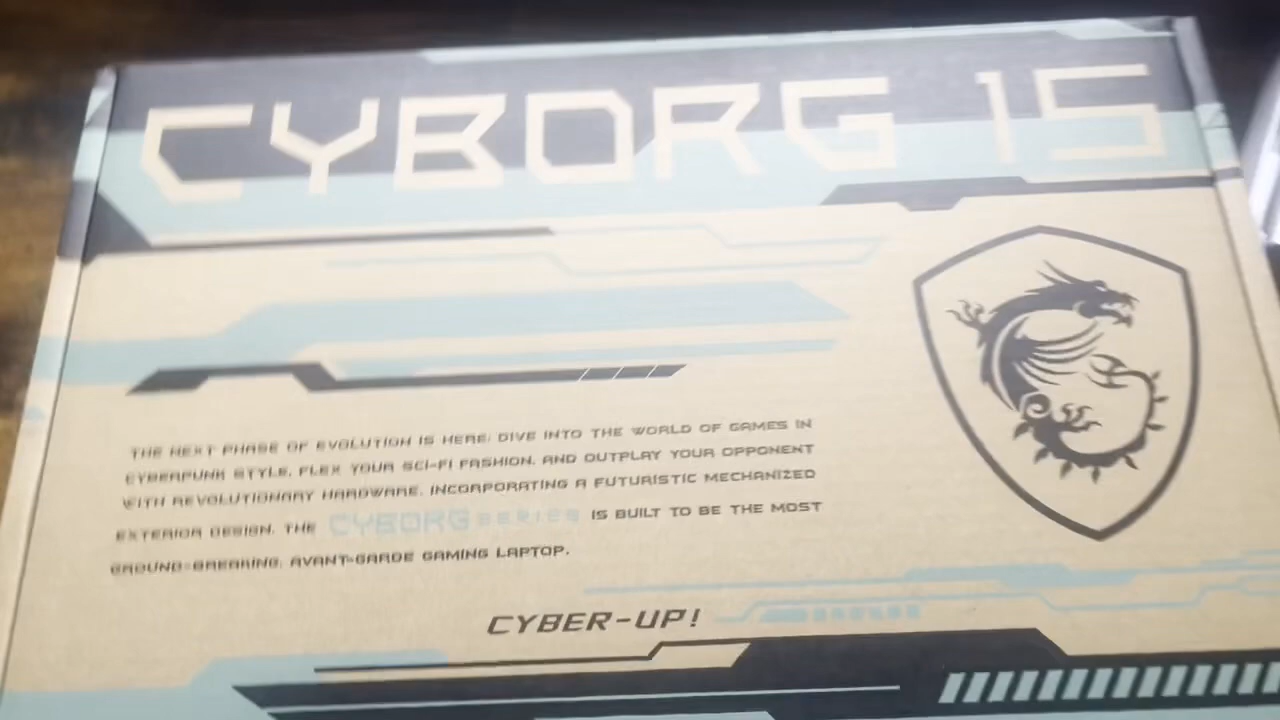 CYBORG 15
THE NEXT PHASE OF EVOLUTION IS HERE: DIVE INTO THE WORLD OF GAMES IN
CYBERPUNK STYLE, FLEX YOUR SCI-FI FASHION, AND OUTPLAY YOUR OPPONENT
WITH REVOLUTIONARY HARDWARE. INCORPORATING A FUTURISTIC MECHANIZED
EXTERIOR DESIGN, THE CYBORG SERIES IS BUILT TO BE THE MOST
GROUND-BREAKING, AVANT-GARDE GAMING LAPTOP.
CYBER-UP!